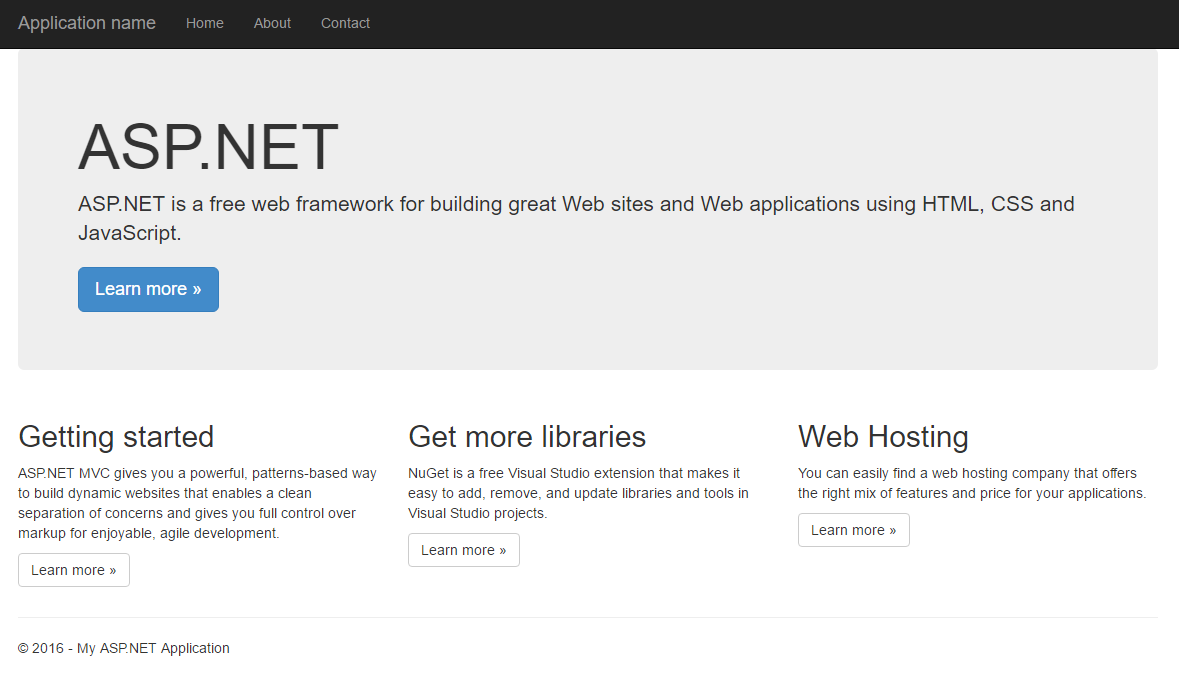 Application name Home About Contact
ASP.NET
ASP.NET is a free web framework for building great Web sites and Web applications using HTML, CSS and
JavaScript.
Learn more »
Getting started
ASP.NET MVC gives you a powerful, patterns-based way
to build dynamic websites that enables a clean
separation of concerns and gives you full control over
markup for enjoyable, agile development.
Learn more »
Get more libraries
NuGet is a free Visual Studio extension that makes it
easy to add, remove, and update libraries and tools in
Visual Studio projects.
Learn more »
Web Hosting
You can easily find a web hosting company that offers
the right mix of features and price for your applications.
Learn more »
© 2016 - My ASP.NET Application